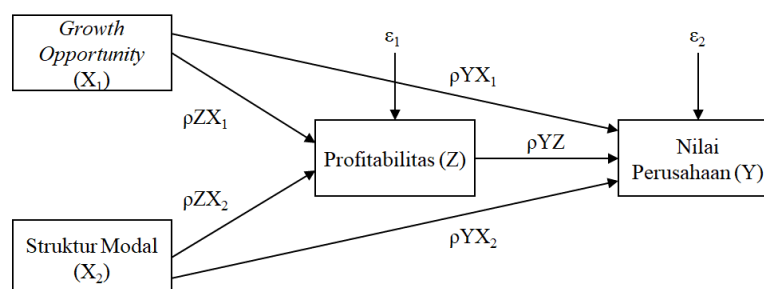 Growth
Opportunity
(X₁)
ε₁
ε₂
ρYX₁
ρZX₁
Profitabilitas (Z)
ρYZ
Nilai
Perusahaan (Y)
ρZX₂
Struktur Modal
(X₂)
ρYX₂